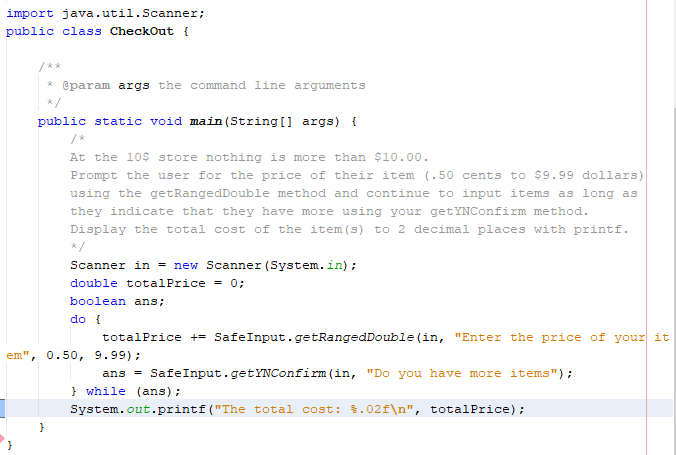 import java.util.Scanner;
public class CheckOut {
/**
* @param args the command line arguments
*/
public static void main(String[] args) {
/*
At the 10$ store nothing is more than $10.00.
Prompt the user for the price of their item (.50 cents to $9.99 dollars)
using the getRangedDouble method and continue to input items as long as
they indicate that they have more using your getYNConfirm method.
Display the total cost of the item(s) to 2 decimal places with printf.
*/
Scanner in = new Scanner(System.in);
double totalPrice = 0;
boolean ans;
do {
totalPrice += SafeInput.getRangedDouble(in, "Enter the price of your it
em", 0.50, 9.99);
ans = SafeInput.getYNConfirm(in, "Do you have more items");
} while (ans);
System.out.printf("The total cost: %.02f\n", totalPrice);
}
}